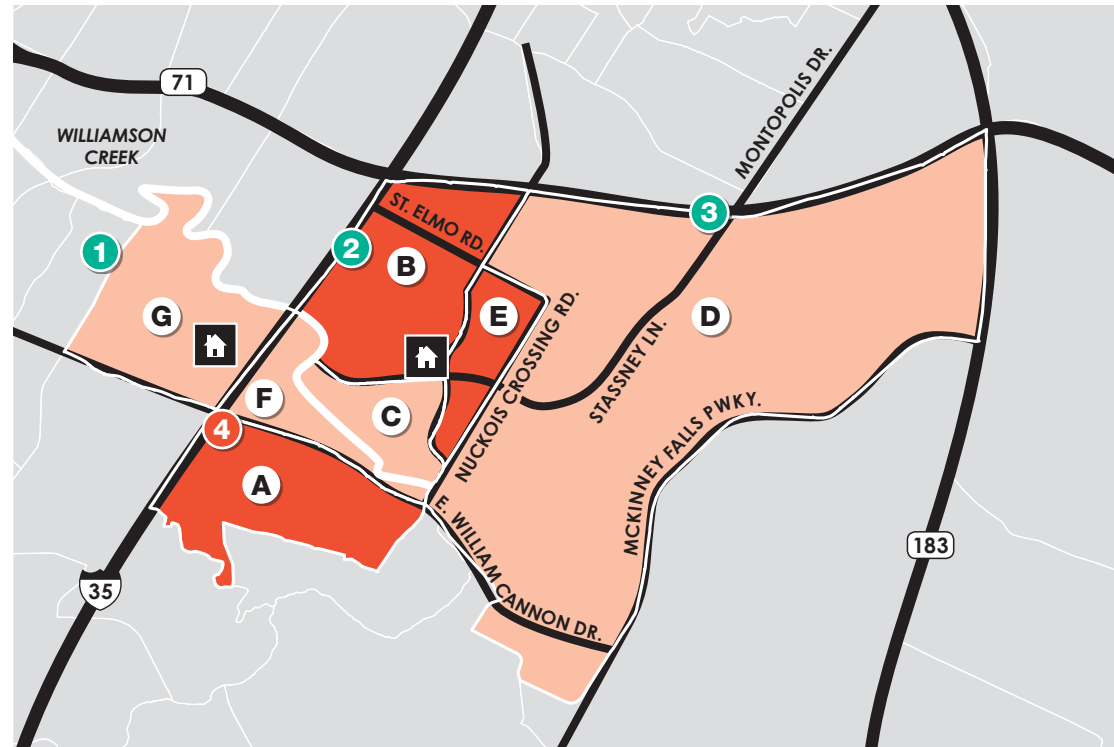 71
WILLIAMSON
CREEK
MONTOPOLIS DR.
1
2
3
ST. ELMO RD.
B
G
E
D
NUCKOIS CROSSING RD.
STASSNEY LN.
F
C
4
MCKINNEY FALLS PWKY.
A
E. WILLIAM CANNON DR.
183
35